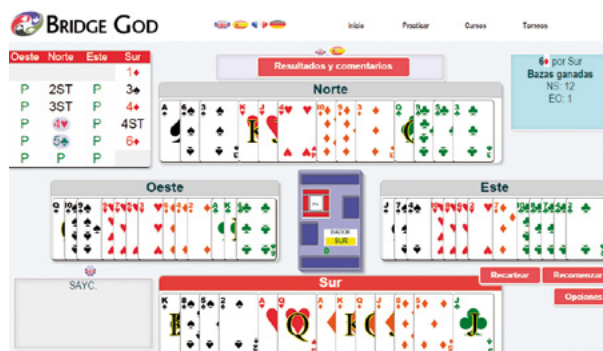 BRIDGE GOD
Inicio Practicar Cursos Torneos
Oeste Norte Este Sur
1♦
P 2ST P 3♠
P 3ST P 4♦
P 4♥ P 4ST
P 5♣ P 6♦
P P P
Resultados y comentarios
6♦ por Sur
Bazas ganadas
NS: 12
EO: 1
Norte
Oeste
Este
DADOR
SUR
SAYC.
Sur
Recartear Recomenzar
Opciones